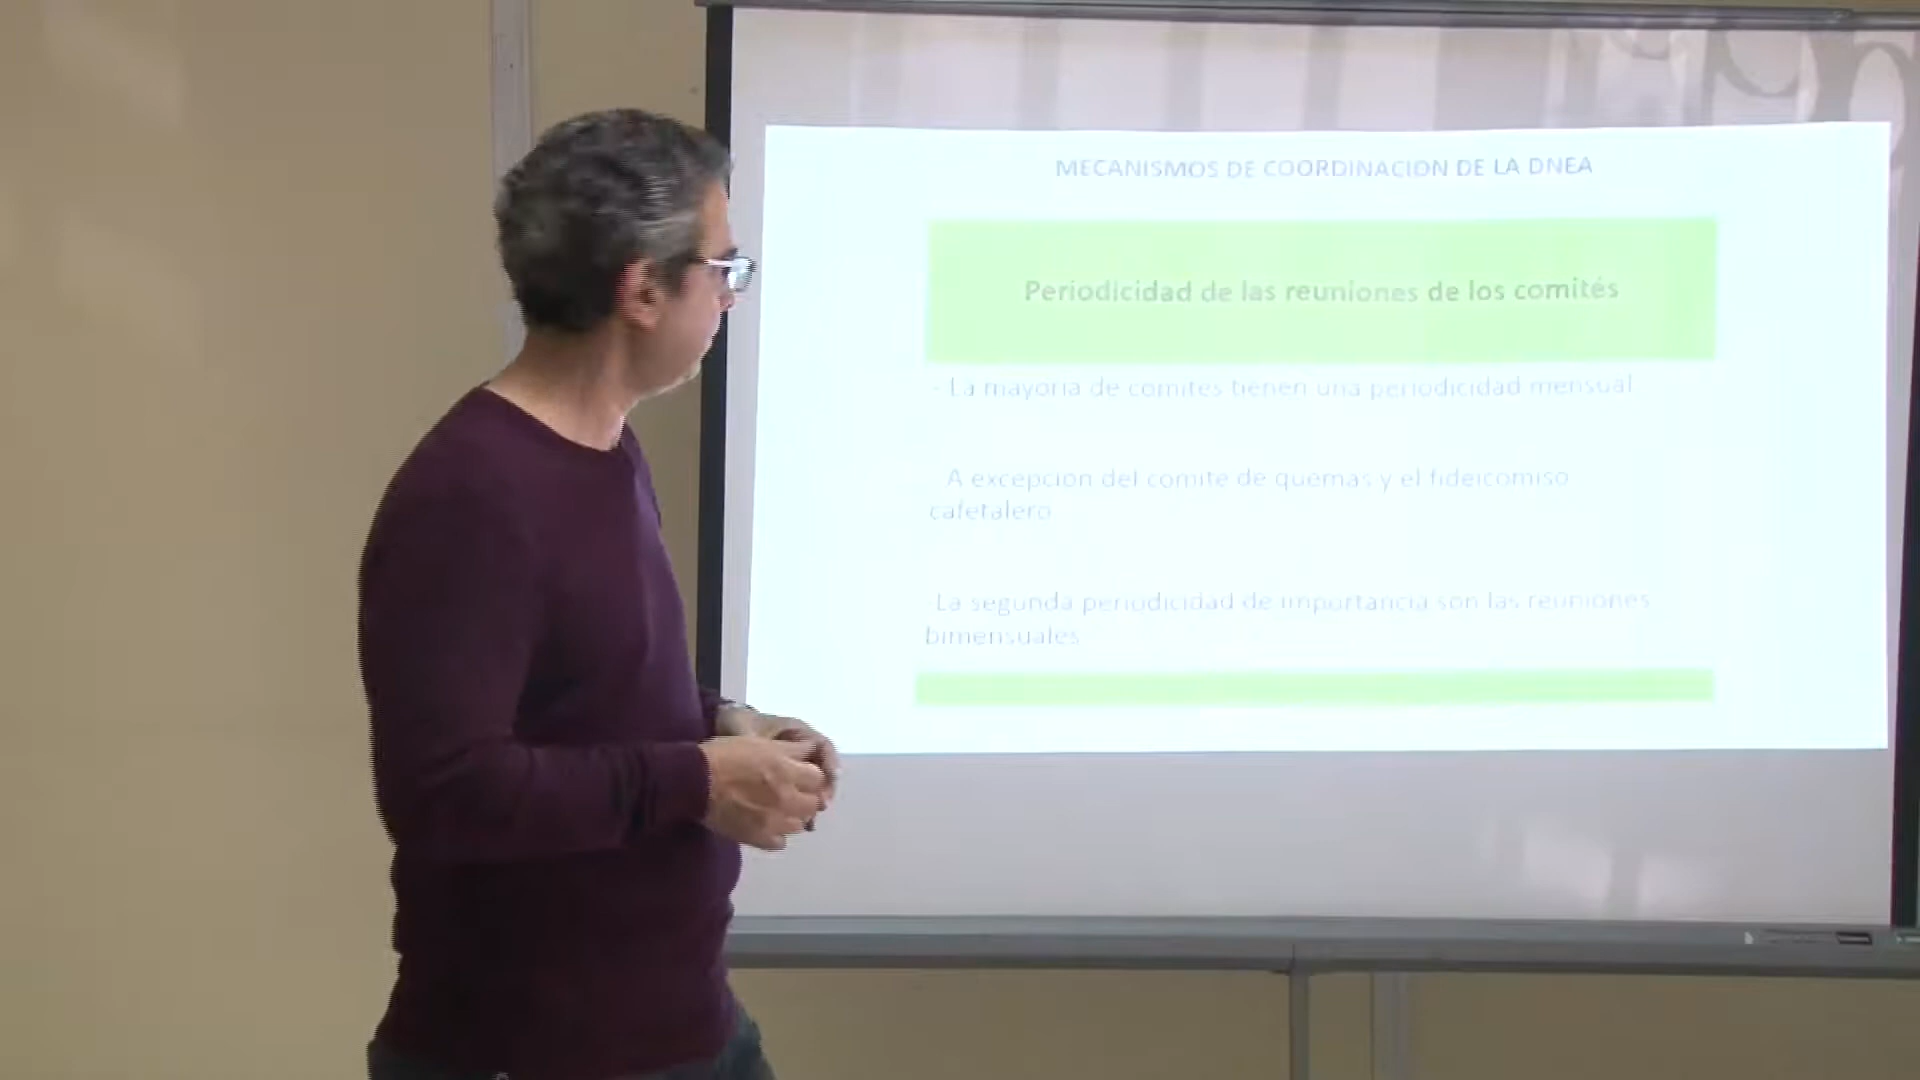 MECANISMOS DE COORDINACION DE LA DNEA
Periodicidad de las reuniones de los comités
- La mayoria de comites tienen una periodicidad mensual
A excepcion del comite de quemas y el fideicomiso
cafetalero
La segunda periodicidad de importancia son las reuniones
bimensuales